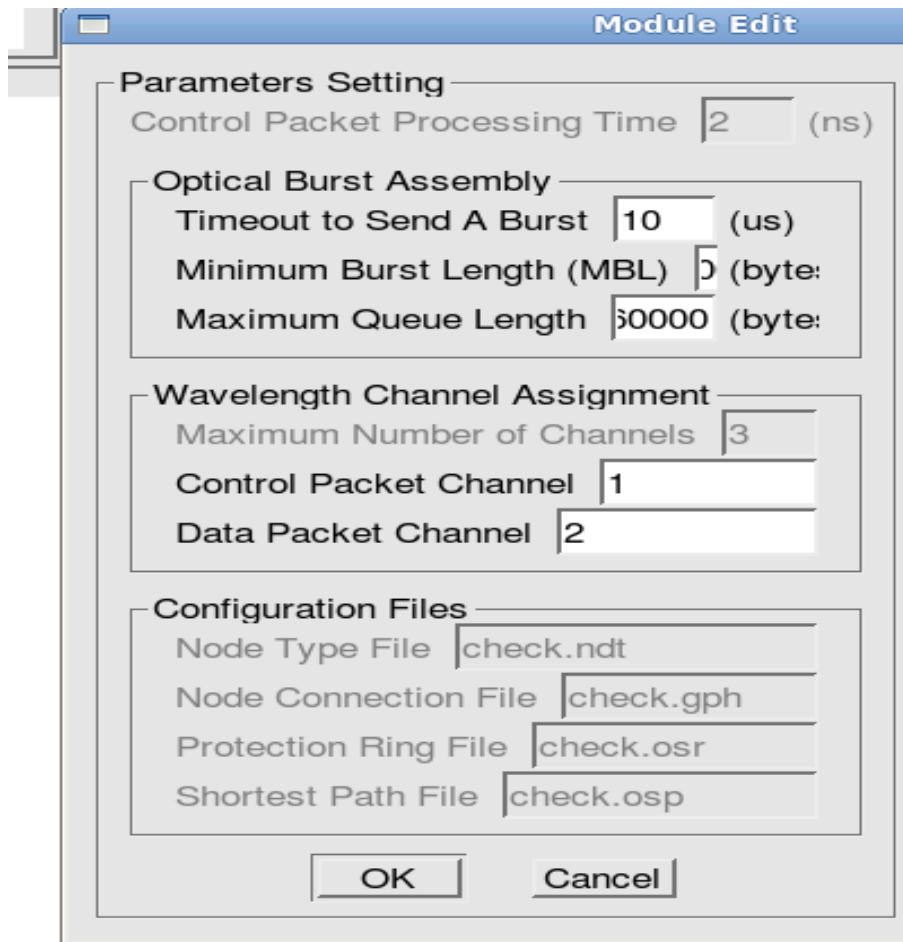 Module Edit
Parameters Setting
Control Packet Processing Time 2 (ns)
Optical Burst Assembly
Timeout to Send A Burst 10 (us)
Minimum Burst Length (MBL) (byte
Maximum Queue Length 60000 (byte
Wavelength Channel Assignment
Maximum Number of Channels 3
Control Packet Channel 1
Data Packet Channel 2
Configuration Files
Node Type File check.ndt
Node Connection File check.gph
Protection Ring File check.osr
Shortest Path File check.osp
OK Cancel